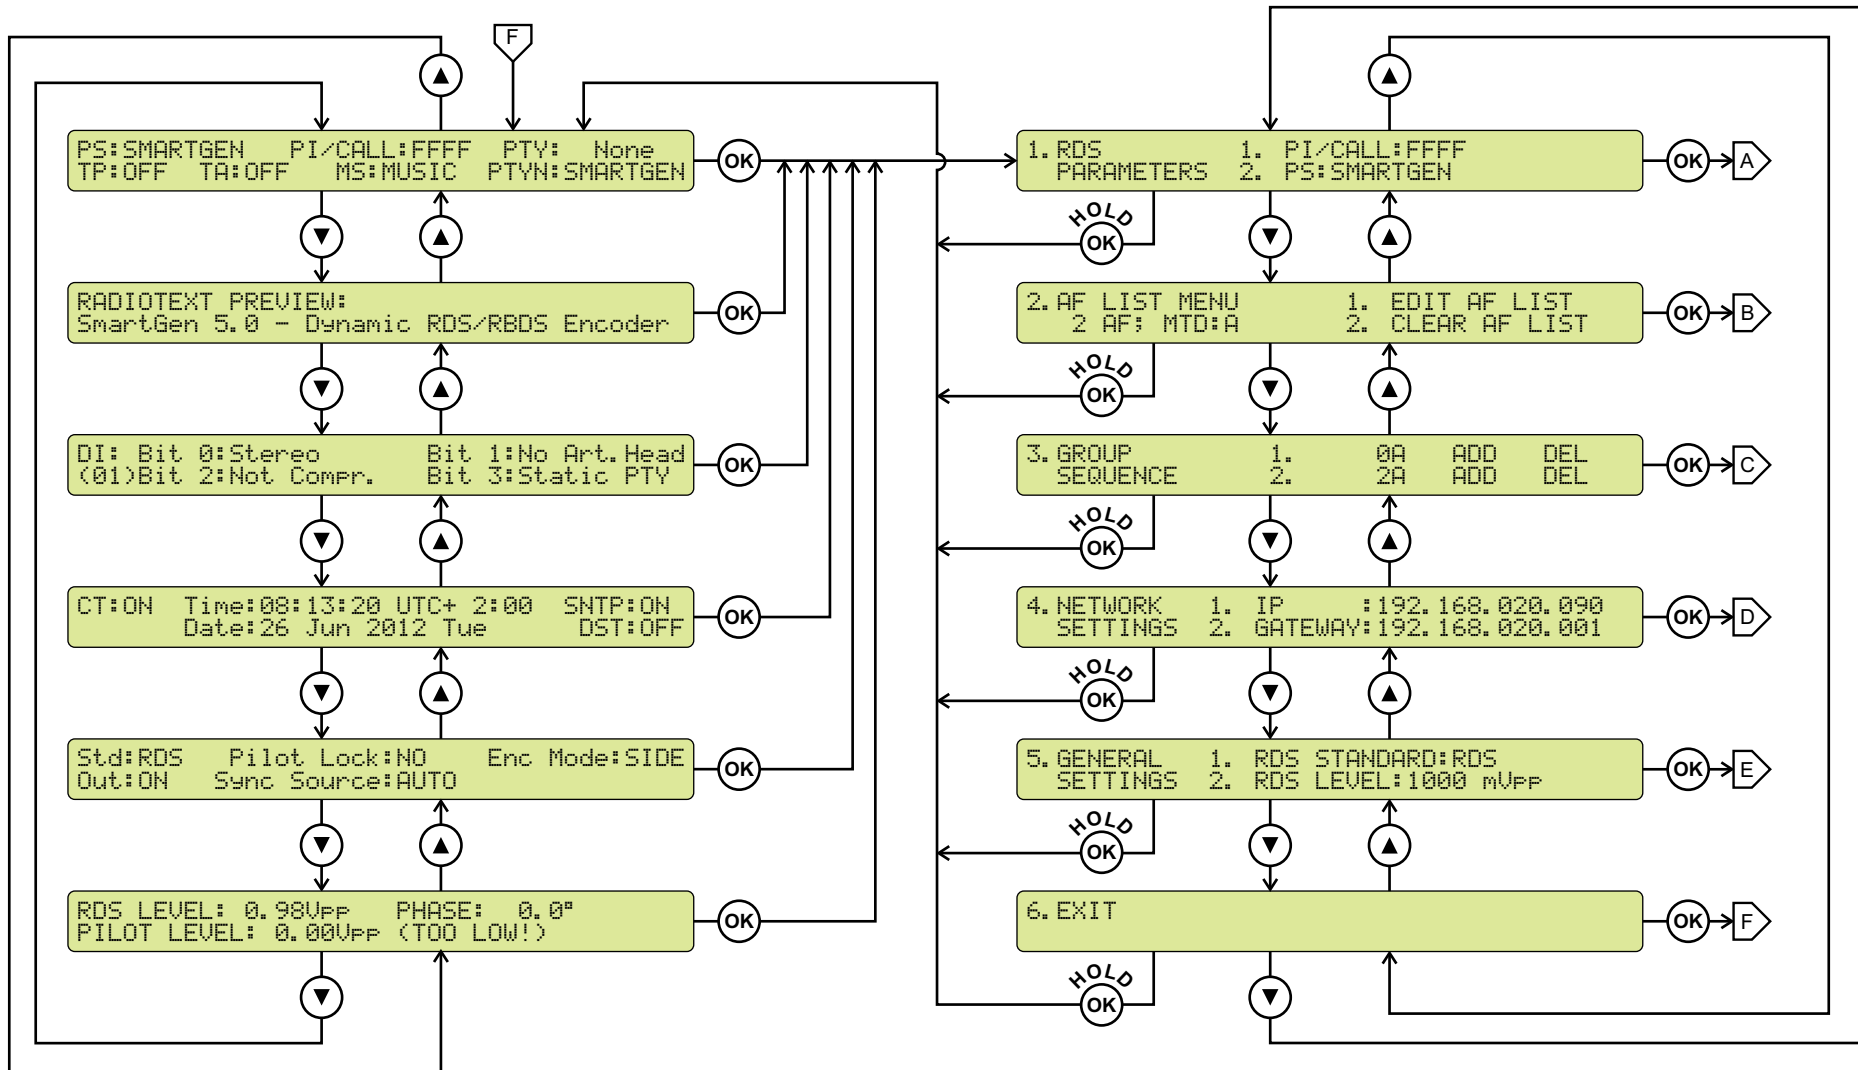 F
PS:SMARTGEN PI/CALL:FFFF PTY: None
TP:OFF TA:OFF MS:MUSIC PTYN:SMARTGEN
OK
RADIOTEXT PREVIEW:
SmartGen 5.0 - Dynamic RDS/RBDS Encoder
OK
DI: Bit 0:Stereo Bit 1:No Art.Head
(01)Bit 2:Not Compr. Bit 3:Static PTY
OK
CT:ON Time:08:13:20 UTC+ 2:00 SNTP:ON
Date:26 Jun 2012 Tue DST:OFF
OK
Std:RDS Pilot Lock:NO Enc Mode:SIDE
Out:ON Sync Source:AUTO
OK
RDS LEVEL: 0.98Vpp PHASE: 0.0°
PILOT LEVEL: 0.00Vpp (TOO LOW!)
OK
1.RDS 1. PI/CALL:FFFF
PARAMETERS 2. PS:SMARTGEN
OK A
HOLD
OK
2.AF LIST MENU 1. EDIT AF LIST
2 AF; MTD:A 2. CLEAR AF LIST
OK B
HOLD
OK
3.GROUP 1. 0A ADD DEL
SEQUENCE 2. 2A ADD DEL
OK C
HOLD
OK
4.NETWORK 1. IP :192.168.020.090
SETTINGS 2. GATEWAY:192.168.020.001
OK D
HOLD
OK
5.GENERAL 1. RDS STANDARD:RDS
SETTINGS 2. RDS LEVEL:1000 mVpp
OK E
HOLD
OK
6.EXIT
OK F
HOLD
OK